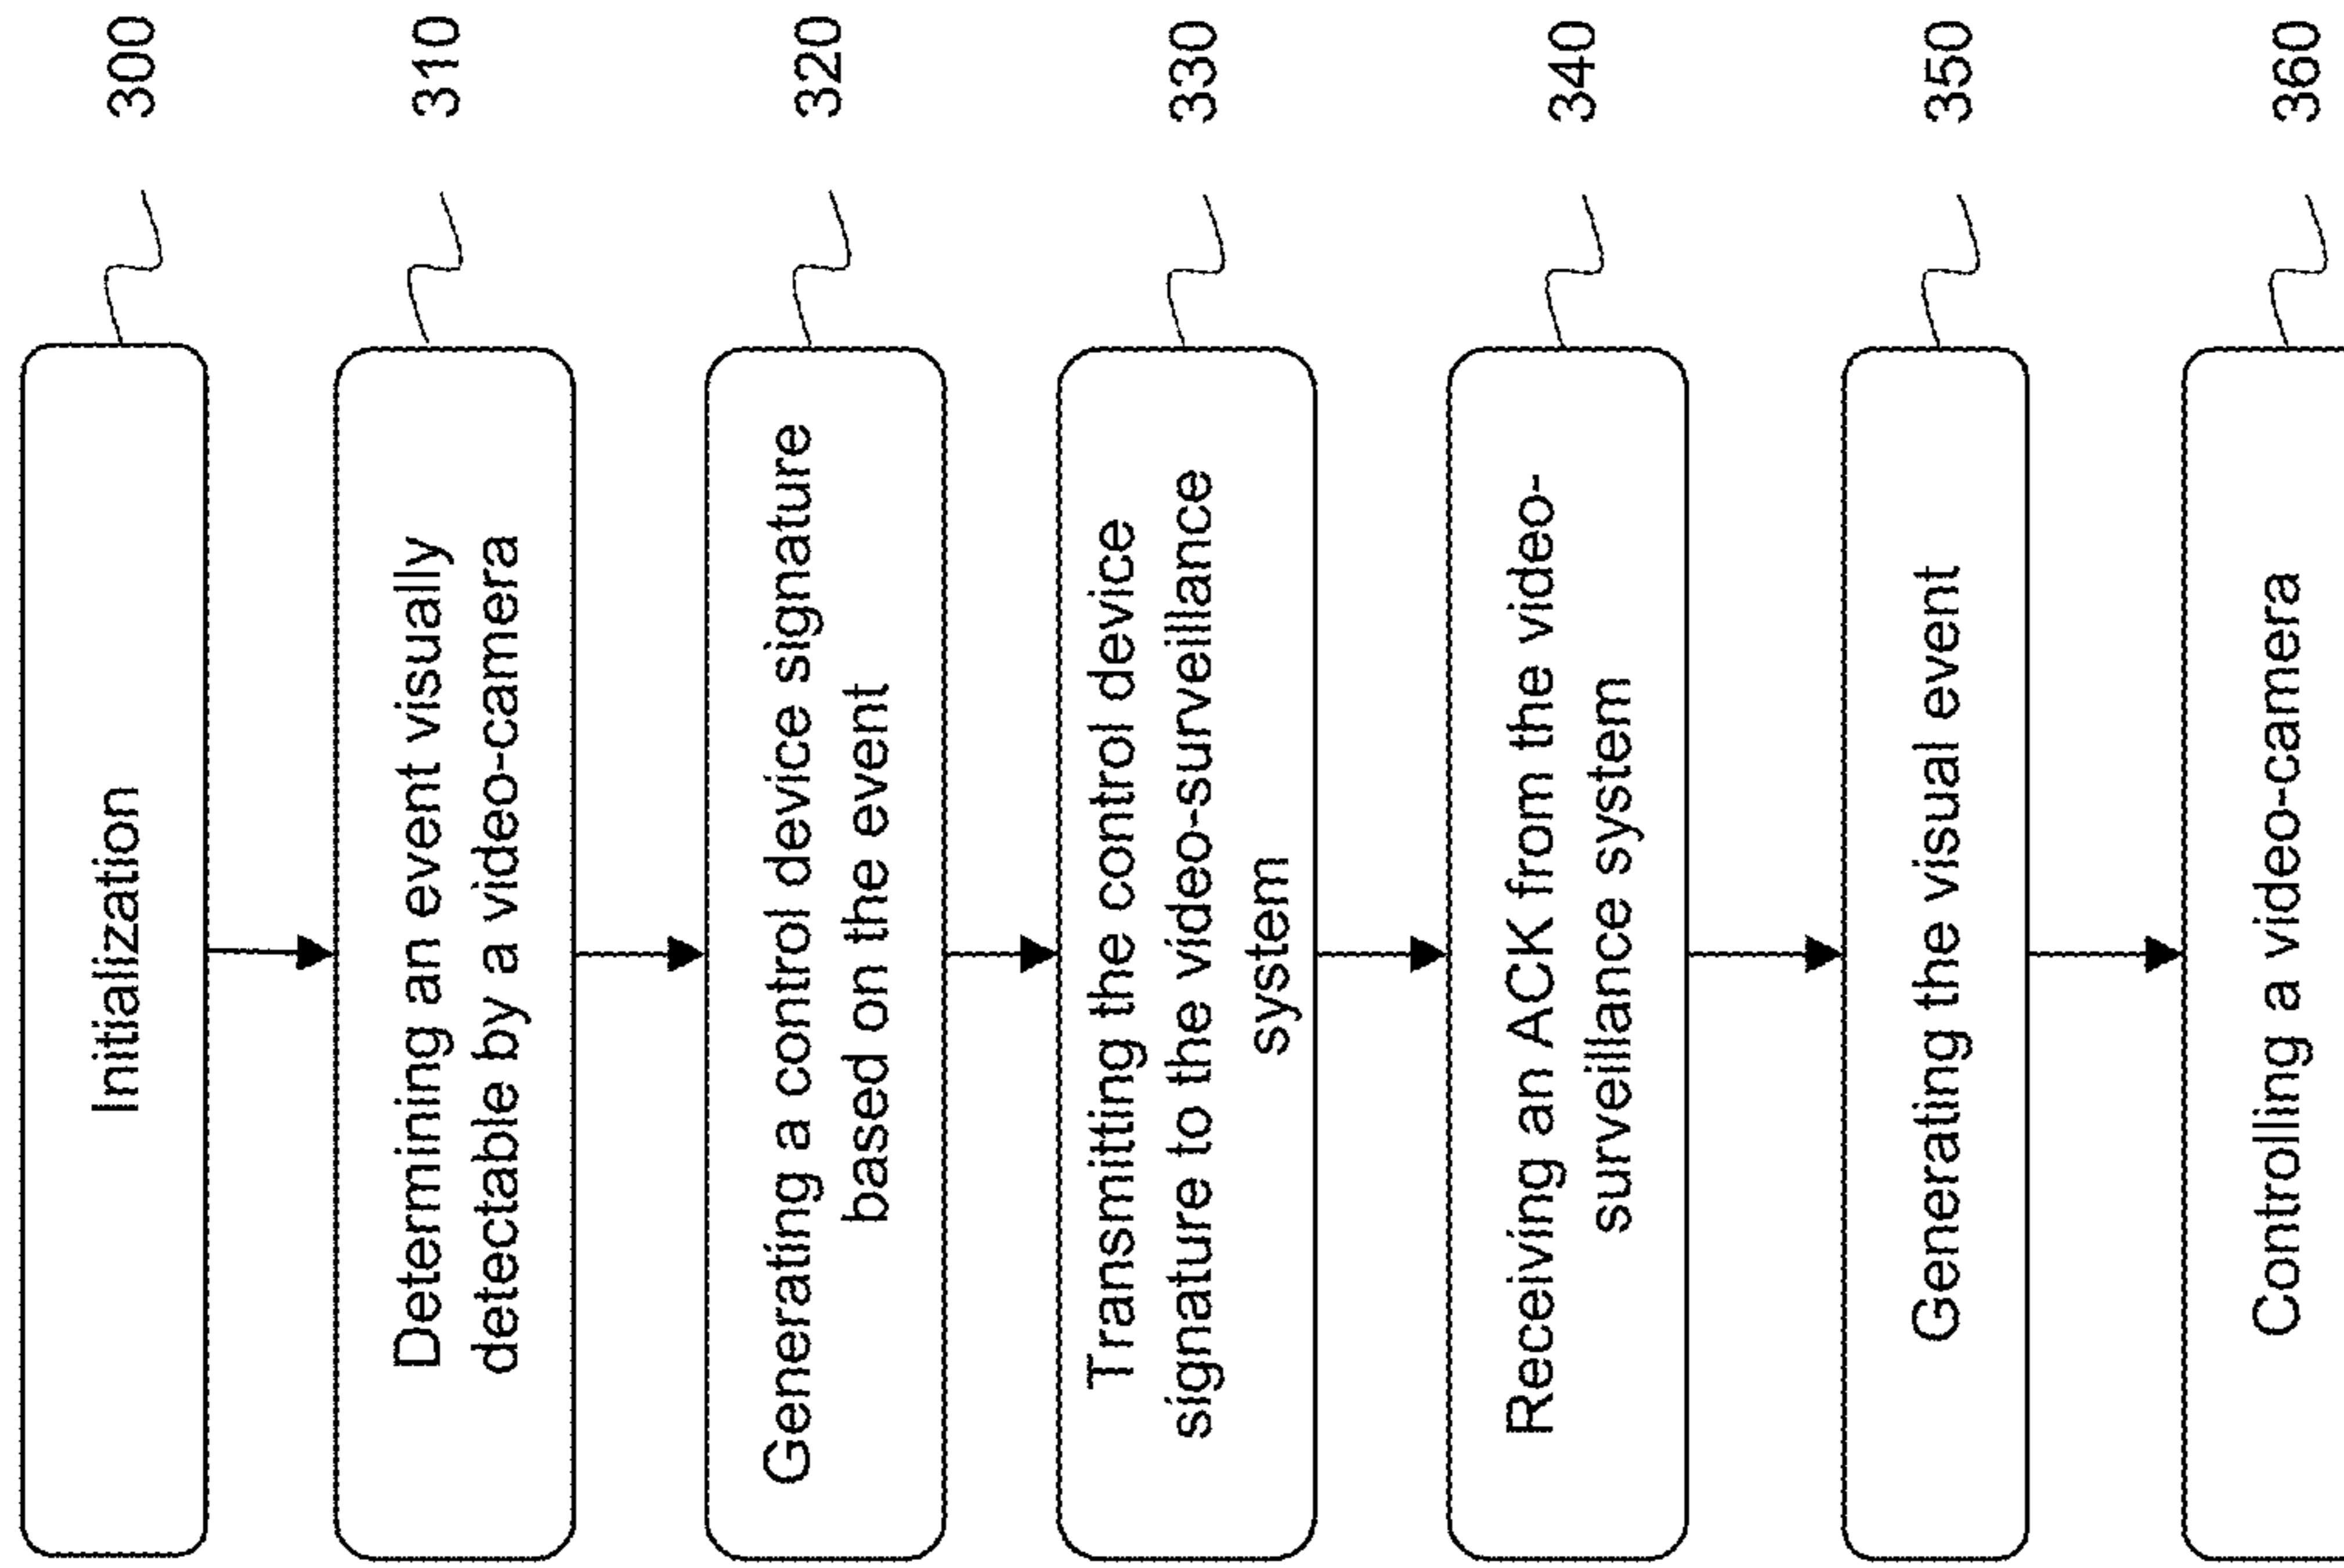 Initialization
300
Determining an event visually
detectable by a video-camera
310
Generating a control device signature
based on the event
320
Transmitting the control device
signature to the video-surveillance
system
330
Receiving an ACK from the video-
surveillance system
340
Generating the visual event
350
Controlling a video-camera
360